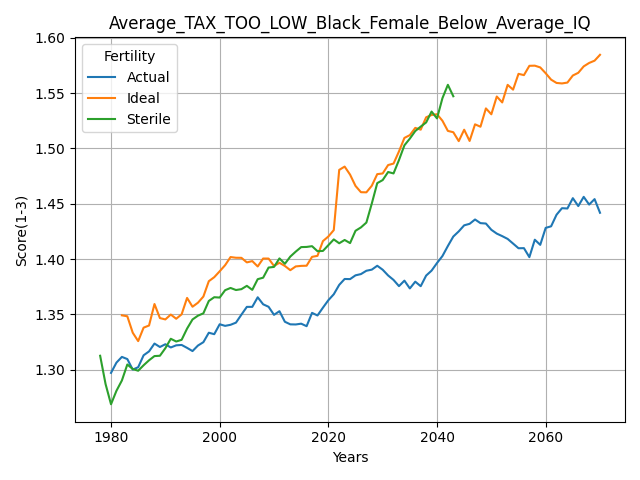 Average_TAX_TOO_LOW_Black_Female_Below_Average_IQ
Score(1-3)
1.60
1.55
1.50
1.45
1.40
1.35
1.30
Fertility
Actual
Ideal
Sterile
1980
2000
2020
2040
2060
Years